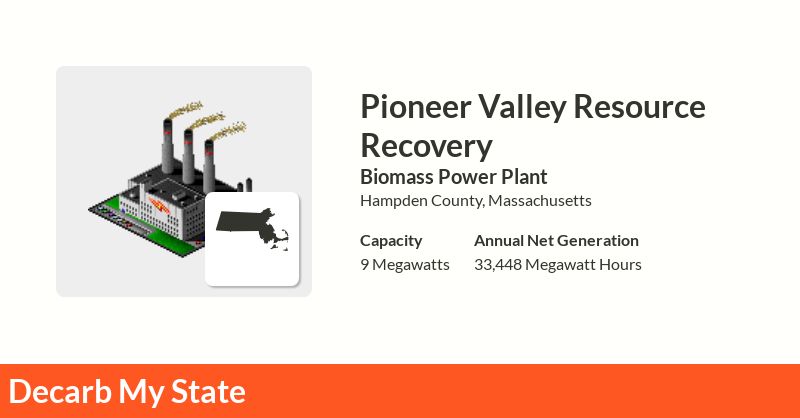 Pioneer Valley Resource
Recovery
Biomass Power Plant
Hampden County, Massachusetts
Capacity
Annual Net Generation
9 Megawatts
33,448 Megawatt Hours
Decarb My State